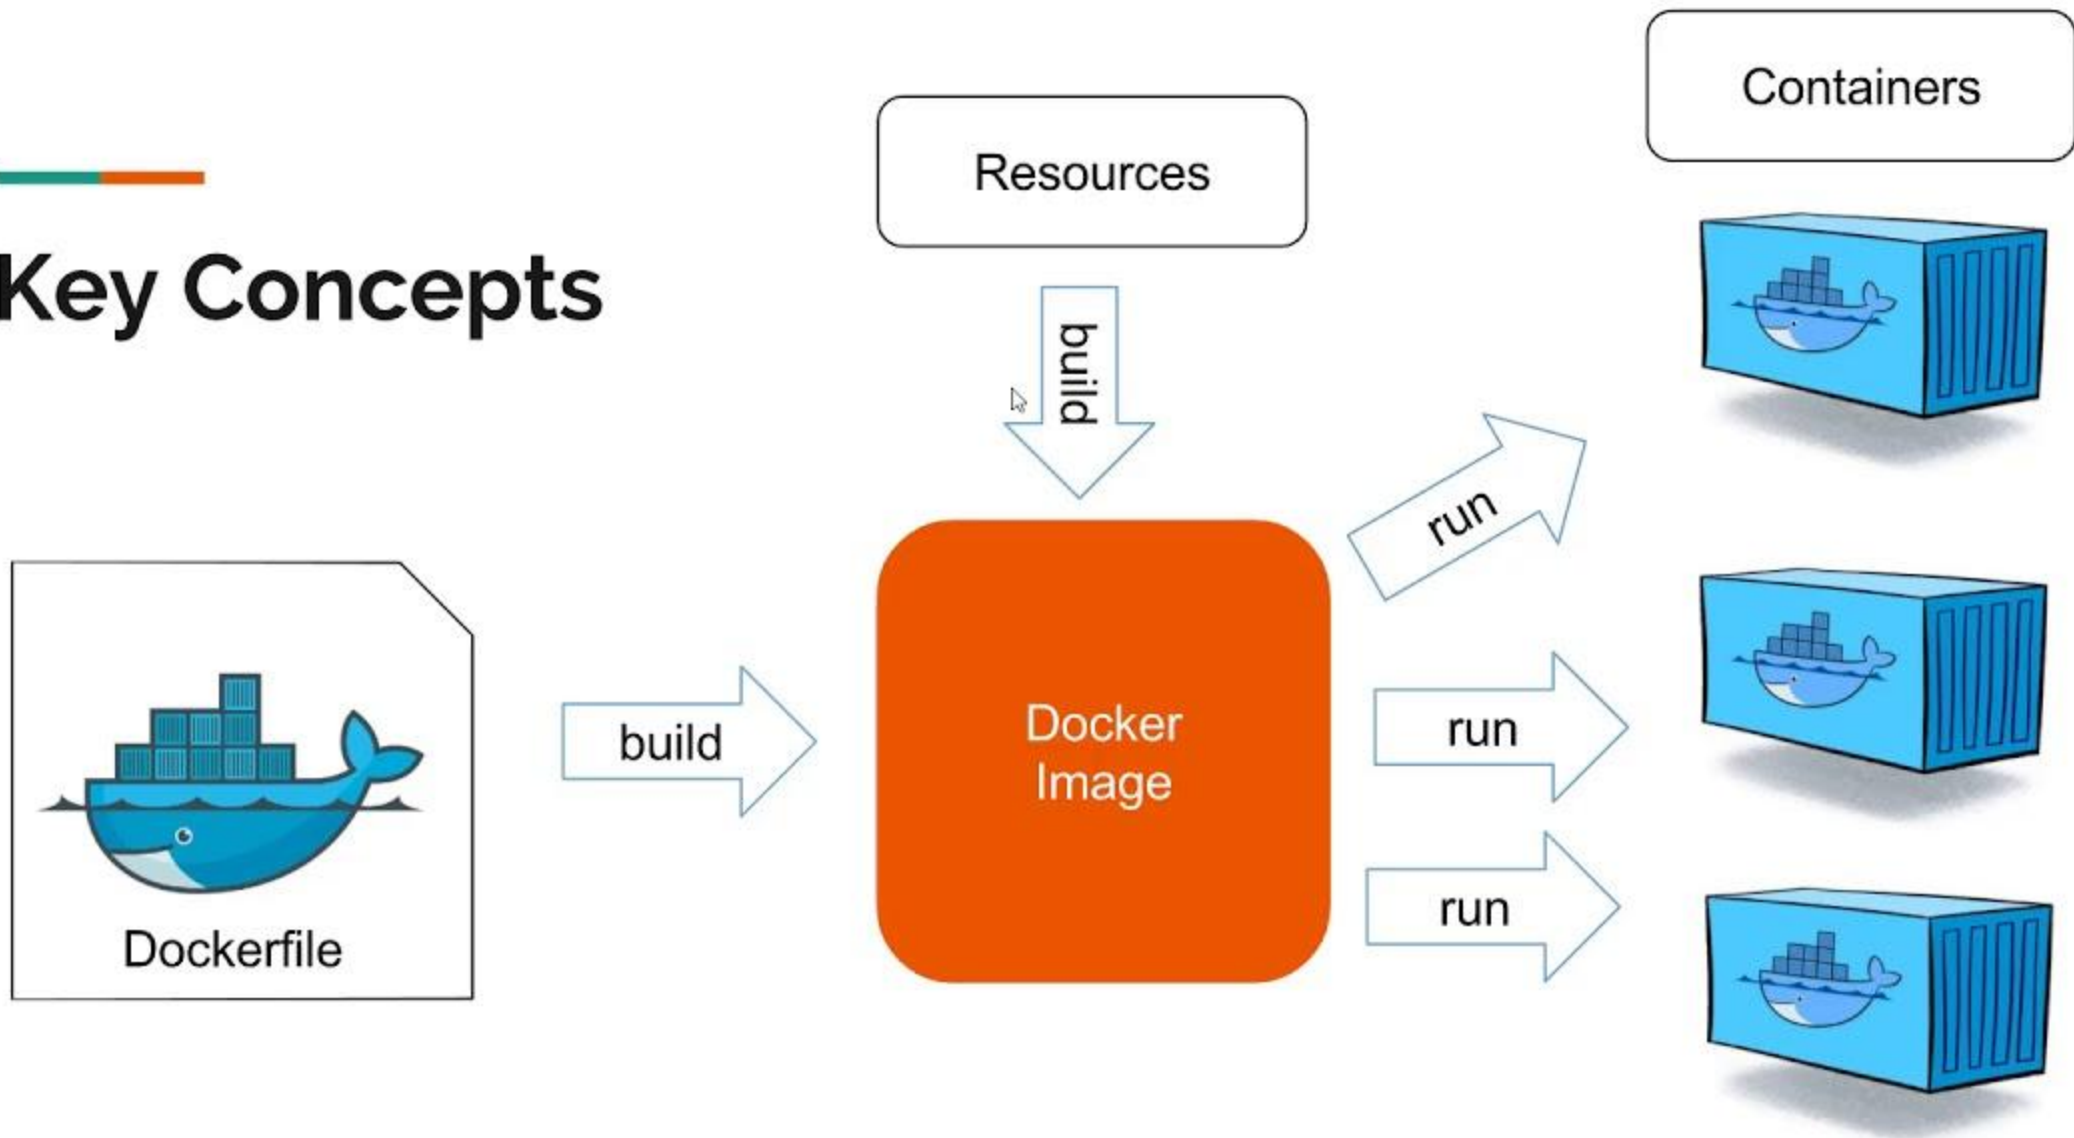 Key Concepts
Resources
Containers
build
Dockerfile
build
Docker
Image
run
run
run